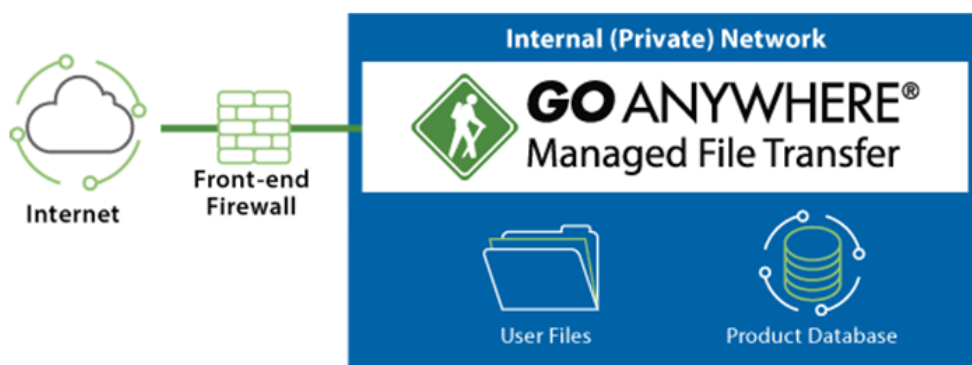 Internal (Private) Network
GO ANYWHERE®
Managed File Transfer
Front-end
Firewall
Internet
User Files
Product Database